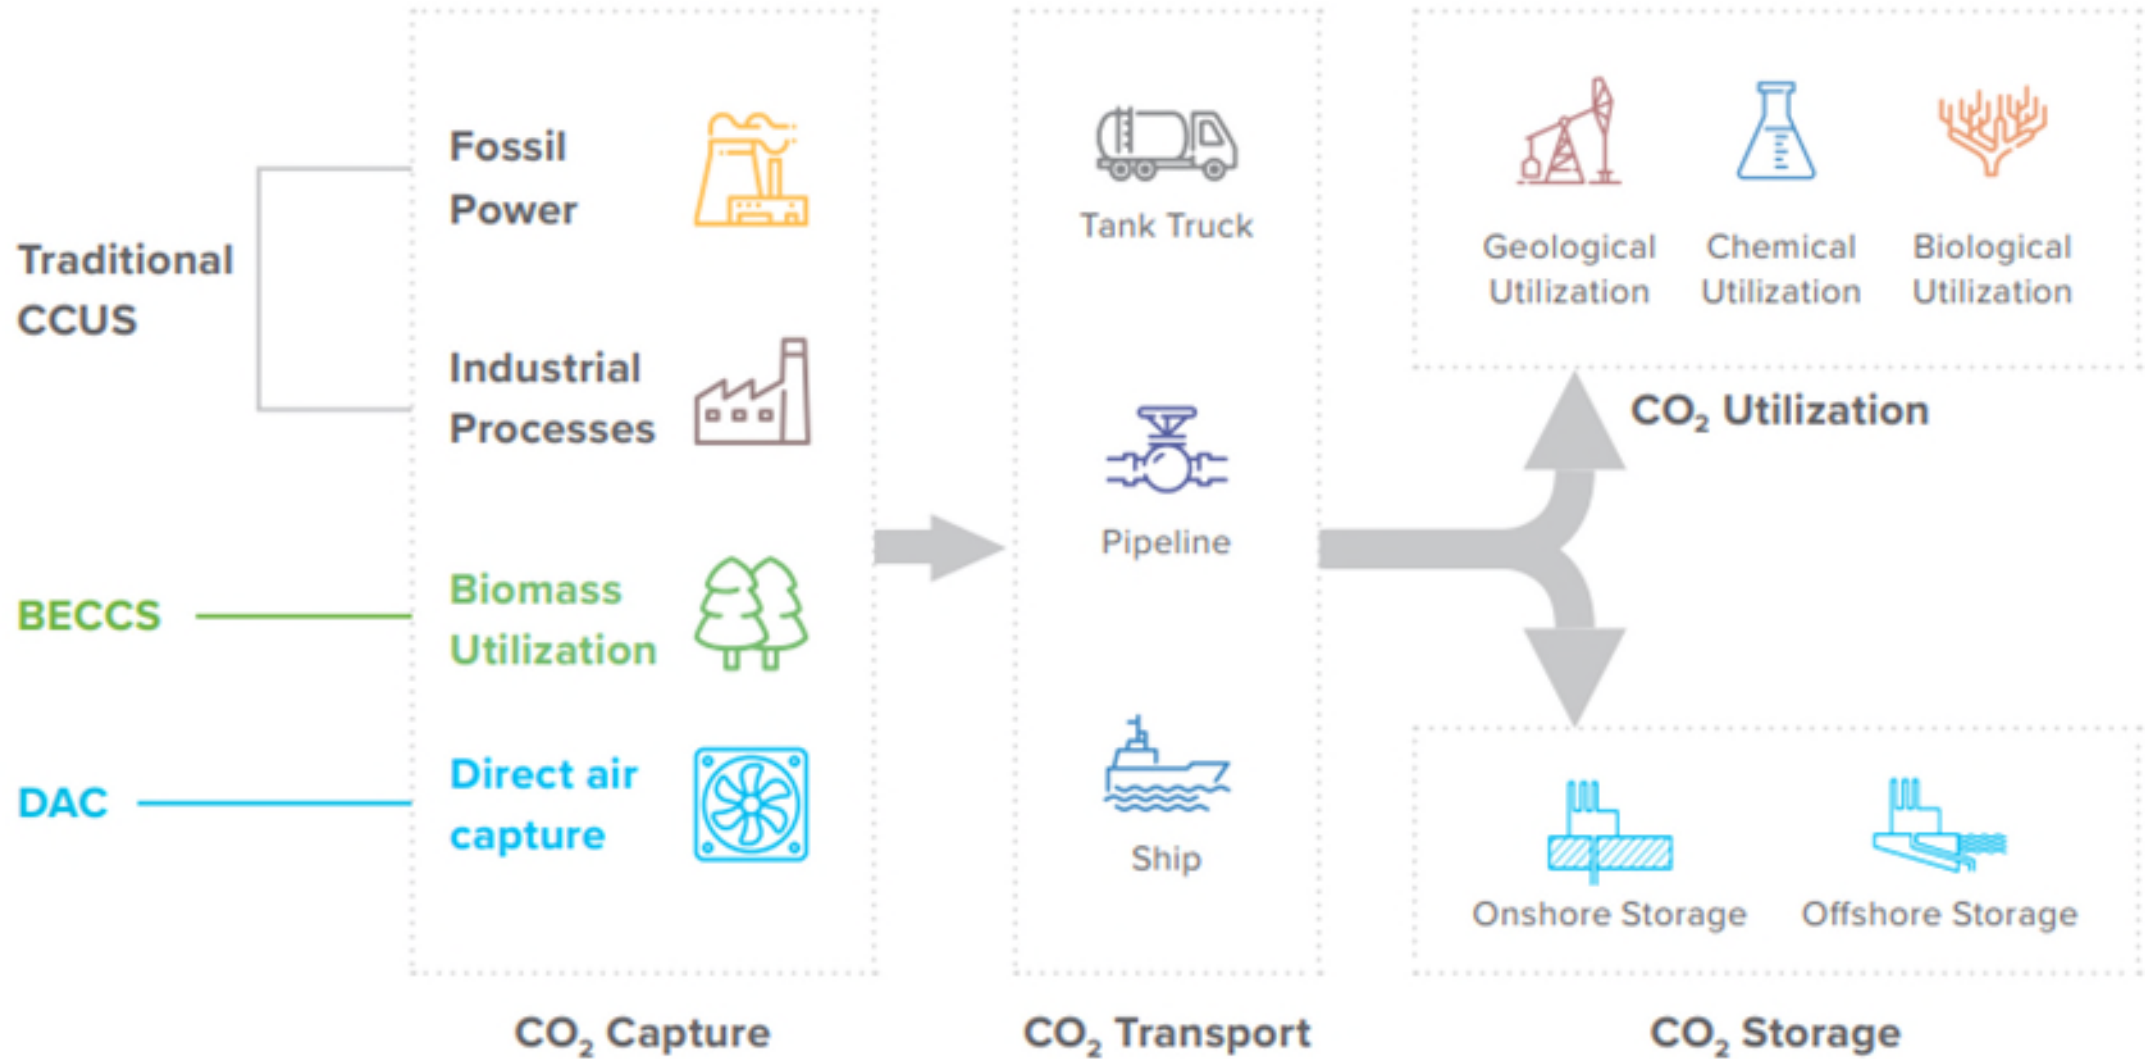 Traditional
CCUS
BECCS
DAC
Fossil
Power
Industrial
Processes
Biomass
Utilization
Direct air
capture
CO₂ Capture
Tank Truck
Pipeline
Ship
CO₂ Transport
Geological
Utilization
Chemical
Utilization
Biological
Utilization
CO₂ Utilization
Onshore Storage
Offshore Storage
CO₂ Storage